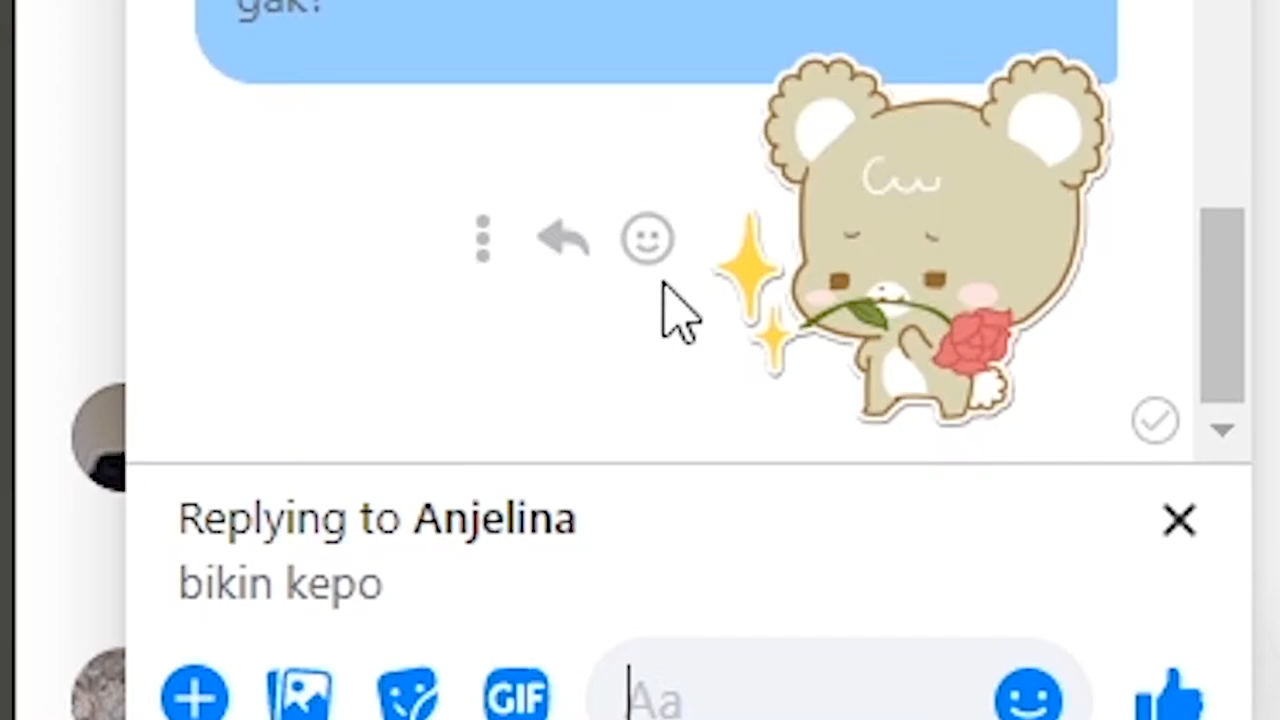 gak?
Replying to Anjelina
bikin kepo
GIF
Aa